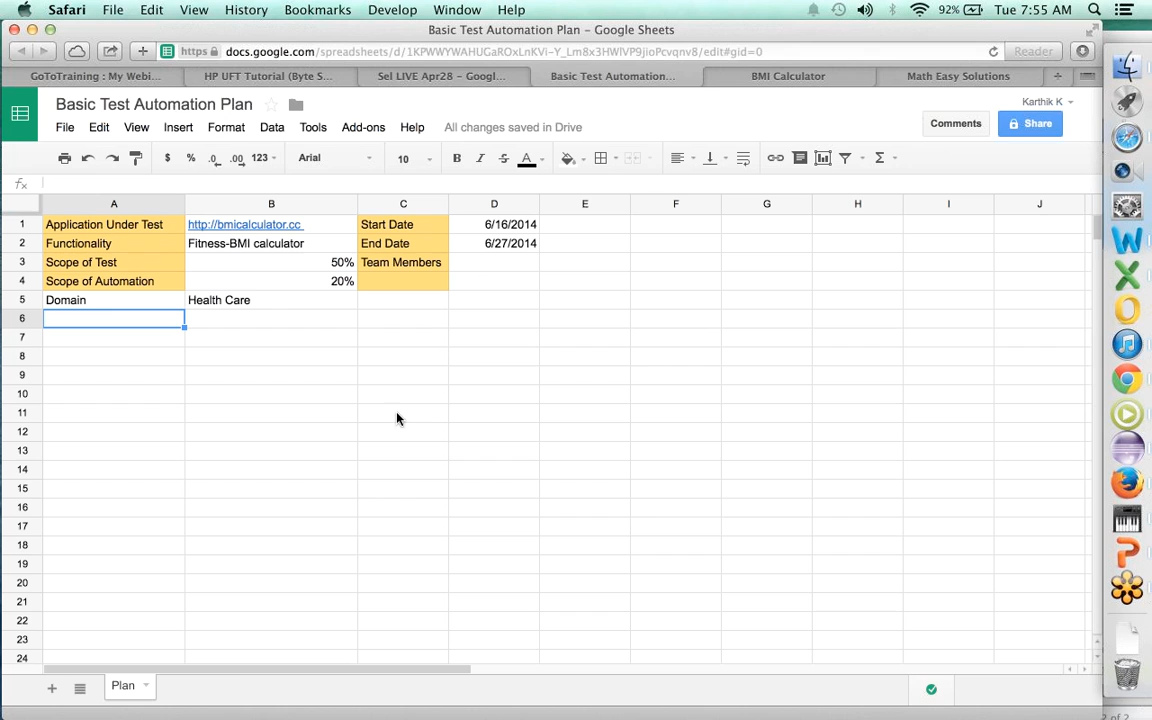 Safari File Edit View History Bookmarks Develop Window Help 92% Tue 7:55 AM
Basic Test Automation Plan – Google Sheets
https docs.google.com/spreadsheets/d/1KPWWYWAHUGaROxLnKVi-Y_Lm8x3HWlVP9jioPcvqnv8/edit#gid=0 Reader
GoToTraining : My Webi... HP UFT Tutorial (Byte S... Sel LIVE Apr28 – Googl... Basic Test Automation... BMI Calculator Math Easy Solutions
Basic Test Automation Plan
Karthik K
File Edit View Insert Format Data Tools Add-ons Help All changes saved in Drive
Comments Share
$ % .0 .00 123 Arial 10 B I S A Σ
fx
A B C D E F G H I J
1 Application Under Test http://bmicalculator.cc Start Date 6/16/2014
2 Functionality Fitness-BMI calculator End Date 6/27/2014
3 Scope of Test 50% Team Members
4 Scope of Automation 20%
5 Domain Health Care
6
7
8
9
10
11
12
13
14
15
16
17
18
19
20
21
22
23
24
Plan
2 of 2